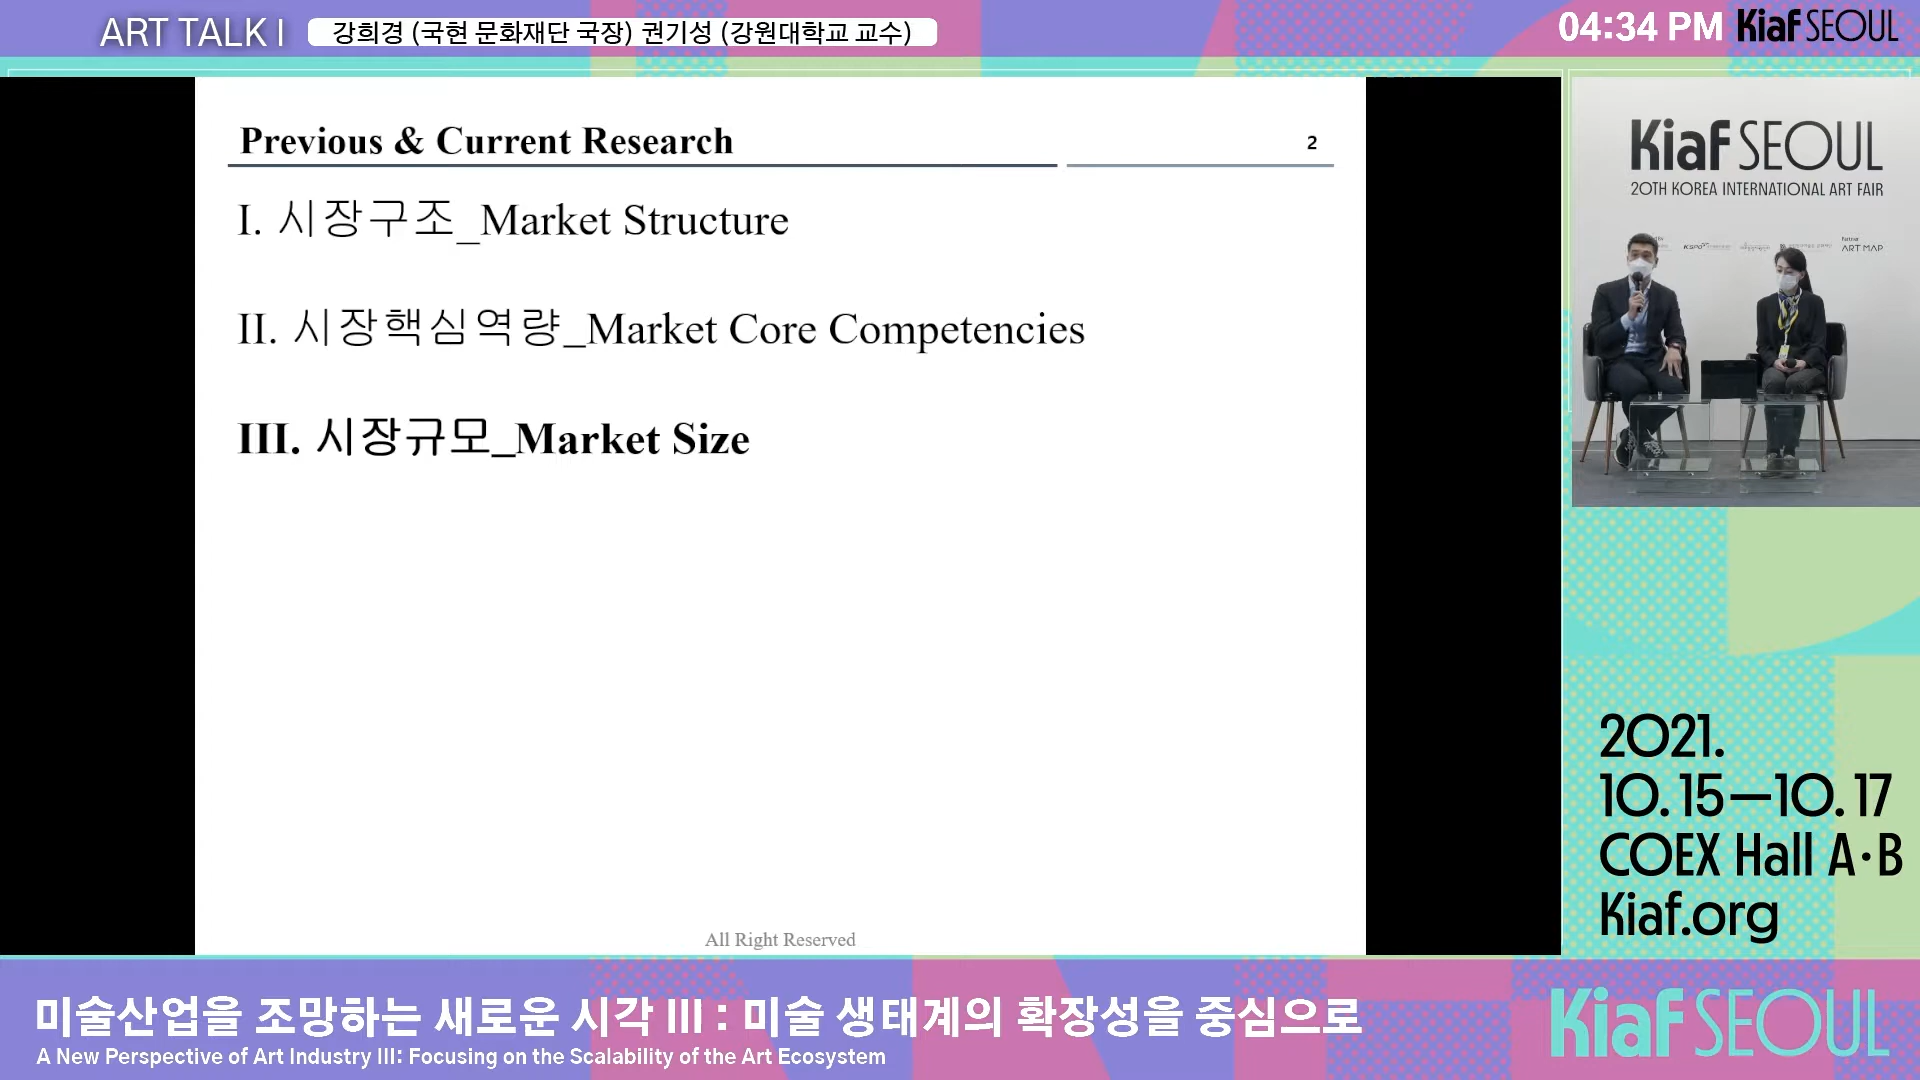 ART TALK I
강희경 (국현 문화재단 국장) 권기성 (강원대학교 교수)
04:34 PM Kiaf SEOUL
Previous & Current Research
2
I. 시장구조_Market Structure
II. 시장핵심역량_Market Core Competencies
III. 시장규모_Market Size
All Right Reserved
Kiaf SEOUL
20TH KOREA INTERNATIONAL ART FAIR
Partner
ART MAP
2021.
10.15—10.17
COEX Hall A·B
Kiaf.org
미술산업을 조망하는 새로운 시각 III : 미술 생태계의 확장성을 중심으로
A New Perspective of Art Industry III: Focusing on the Scalability of the Art Ecosystem
Kiaf SEOUL